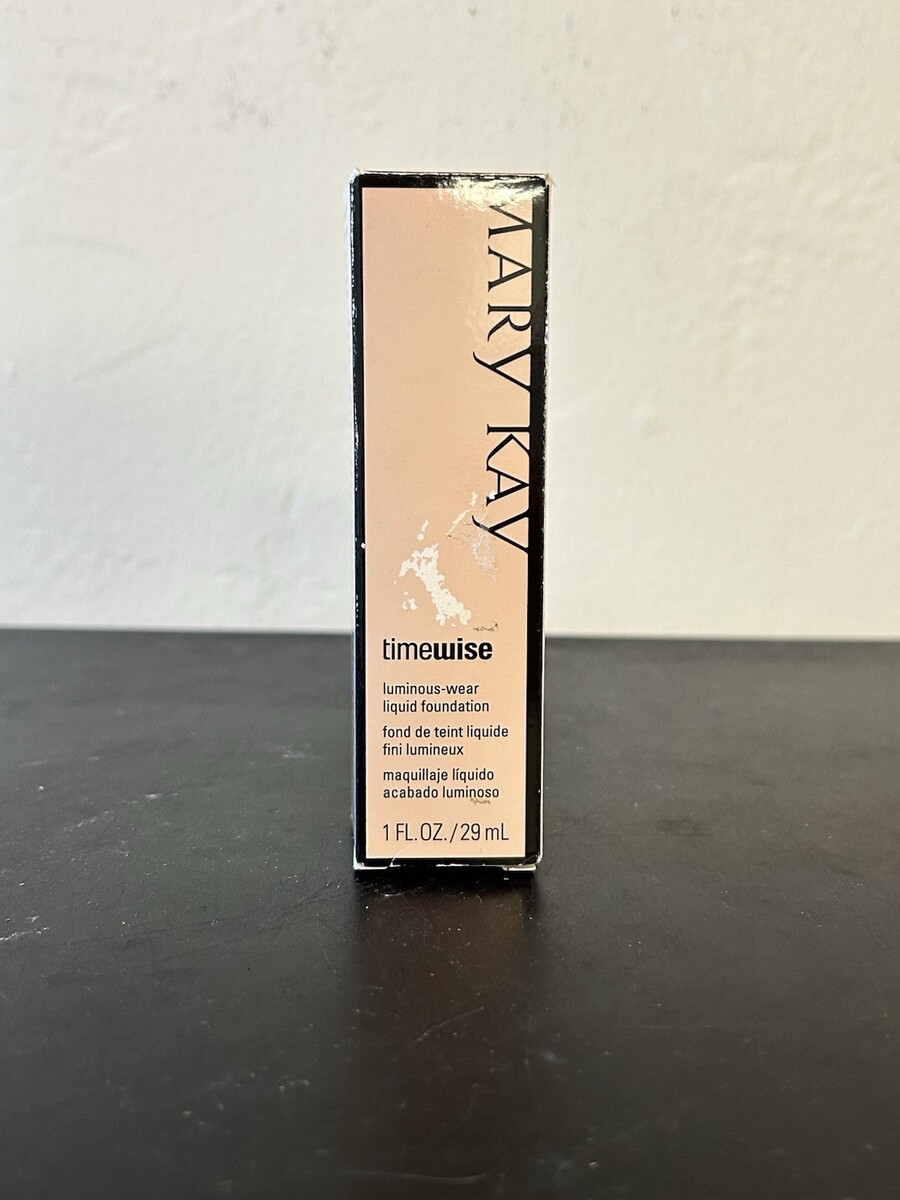 MARY KAY
timewise
luminous-wear
liquid foundation
fond de teint liquide
fini lumineux
maquillaje líquido
acabado luminoso
1 FL.OZ./29 mL